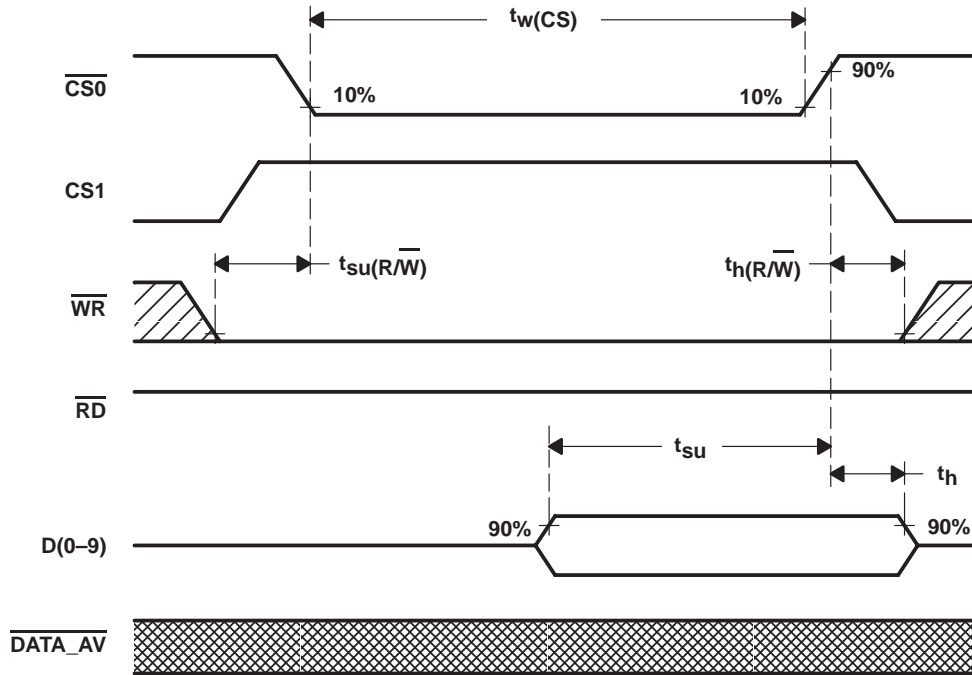 tw(CS)
CS0
10%
10%
90%
CS1
tsu(R/W)
th(R/W)
WR
RD
tsu
th
90%
90%
D(0–9)
DATA_AV